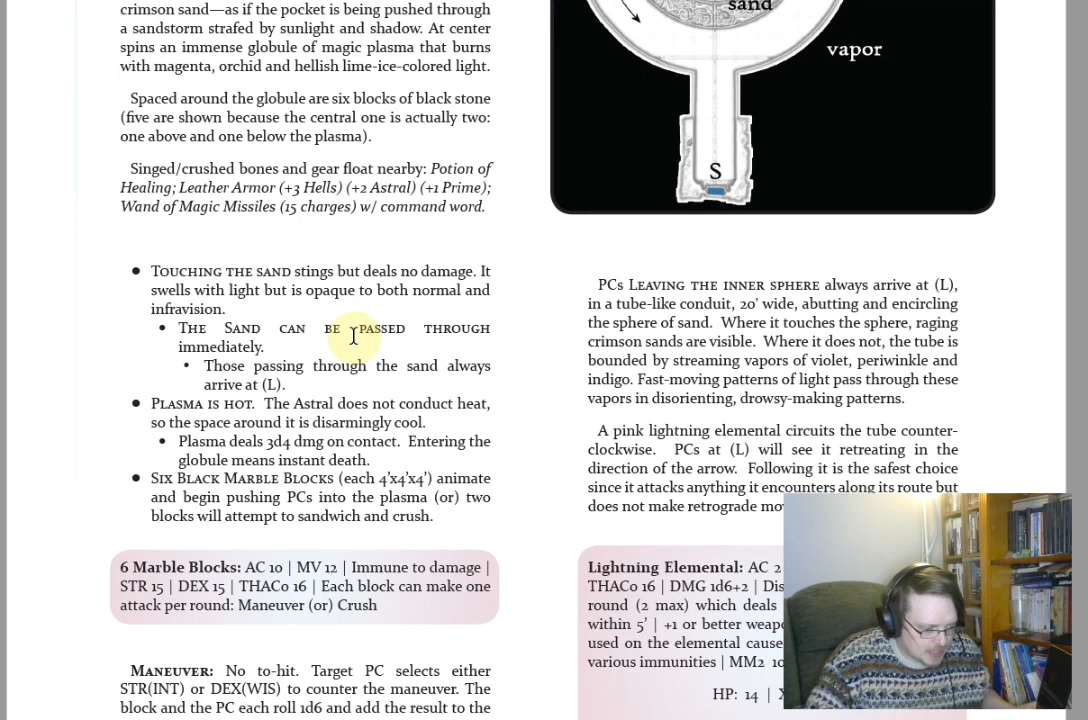 crimson sand—as if the pocket is being pushed through
a sandstorm strafed by sunlight and shadow. At center
spins an immense globule of magic plasma that burns
with magenta, orchid and hellish lime-ice-colored light.
Spaced around the globule are six blocks of black stone
(five are shown because the central one is actually two:
one above and one below the plasma).
Singed/crushed bones and gear float nearby: Potion of
Healing; Leather Armor (+3 Hells) (+2 Astral) (+1 Prime);
Wand of Magic Missiles (15 charges) w/ command word.
• Touching the sand stings but deals no damage. It
swells with light but is opaque to both normal and
infravision.
• The Sand can be passed through
immediately.
• Those passing through the sand always
arrive at (L).
• Plasma is hot. The Astral does not conduct heat,
so the space around it is disarmingly cool.
• Plasma deals 3d4 dmg on contact. Entering the
globule means instant death.
• Six Black Marble Blocks (each 4'x4'x4') animate
and begin pushing PCs into the plasma (or) two
blocks will attempt to sandwich and crush.
6 Marble Blocks: AC 10 | MV 12 | Immune to damage |
STR 15 | DEX 15 | THACo 16 | Each block can make one
attack per round: Maneuver (or) Crush
Maneuver: No to-hit. Target PC selects either
STR(INT) or DEX(WIS) to counter the maneuver. The
block and the PC each roll 1d6 and add the result to the
sand
vapor
S
PCs Leaving the inner sphere always arrive at (L),
in a tube-like conduit, 20' wide, abutting and encircling
the sphere of sand. Where it touches the sphere, raging
crimson sands are visible. Where it does not, the tube is
bounded by streaming vapors of violet, periwinkle and
indigo. Fast-moving patterns of light pass through these
vapors in disorienting, drowsy-making patterns.
A pink lightning elemental circuits the tube counter-
clockwise. PCs at (L) will see it retreating in the
direction of the arrow. Following it is the safest choice
since it attacks anything it encounters along its route but
does not make retrograde
Lightning Elemental: AC 2
THACo 16 | DMG 1d6+2 |
round (2 max) which deals
within 5' | +1 or better
used on the elemental
various immunities | MM2
HP: 14 |